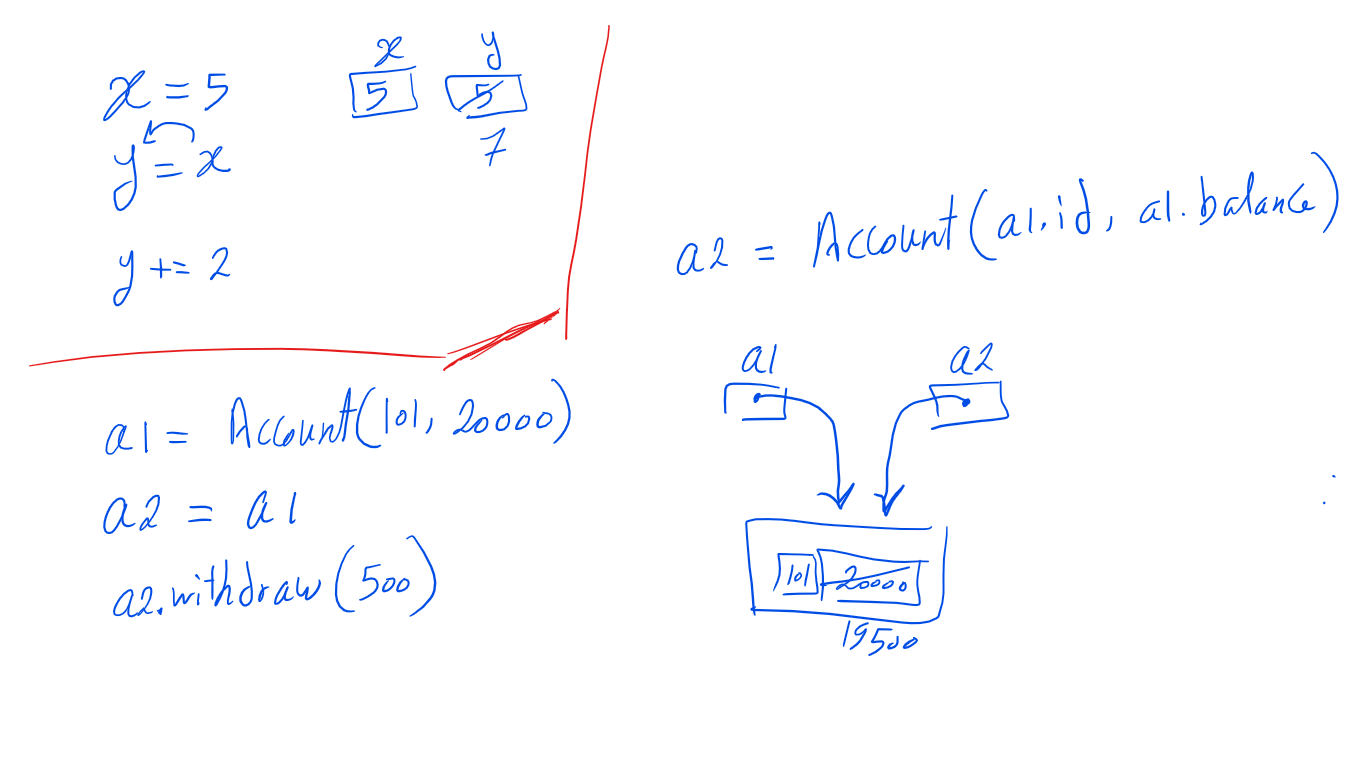 x = 5
y = x
y += 2
x y
5 5
7
a1 = Account(101, 20000)
a2 = a1
a2.withdraw(500)
a2 = Account(a1.id, a1.balance)
a1 a2
101 20000
19500